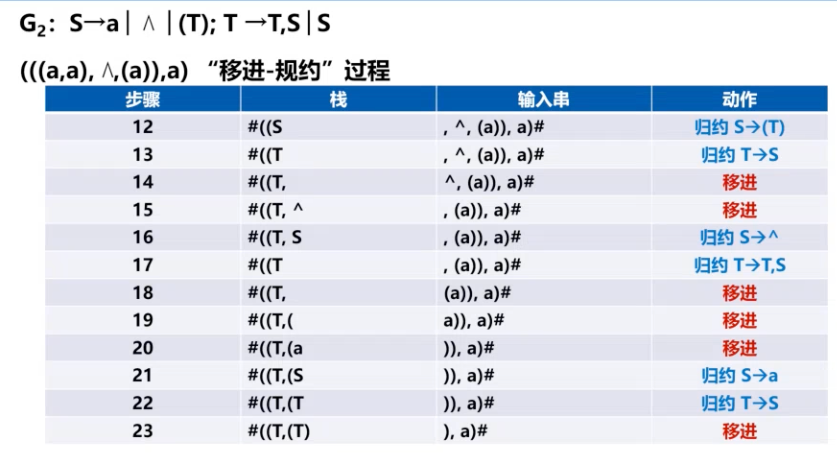 G₂：S→a│∧│(T); T →T,S│S
(((a,a), ∧,(a)),a) “移进-规约”过程
步骤 栈 输入串 动作
12 #((S , ^, (a)), a)# 归约 S→(T)
13 #((T , ^, (a)), a)# 归约 T→S
14 #((T, ^, (a)), a)# 移进
15 #((T, ^ , (a)), a)# 移进
16 #((T, S , (a)), a)# 归约 S→^
17 #((T , (a)), a)# 归约 T→T,S
18 #((T, (a)), a)# 移进
19 #((T,( a)), a)# 移进
20 #((T,(a )), a)# 移进
21 #((T,(S )), a)# 归约 S→a
22 #((T,(T )), a)# 归约 T→S
23 #((T,(T) ), a)# 移进